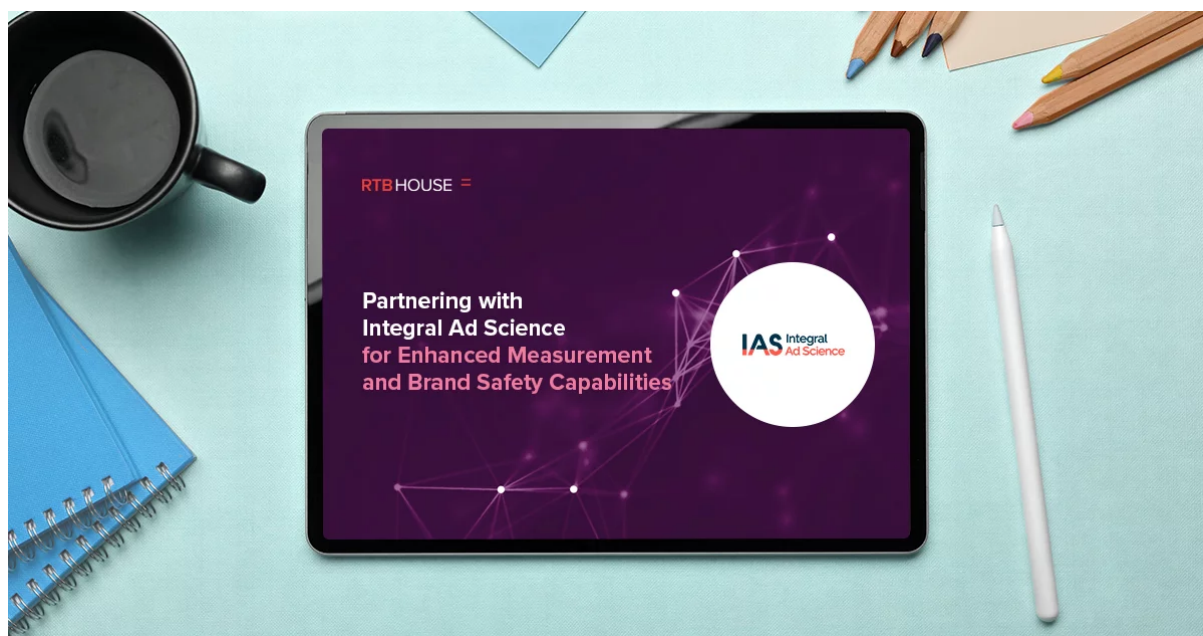 RTB HOUSE =
Partnering with
Integral Ad Science
for Enhanced Measurement
and Brand Safety Capabilities
IAS Integral
Ad Science